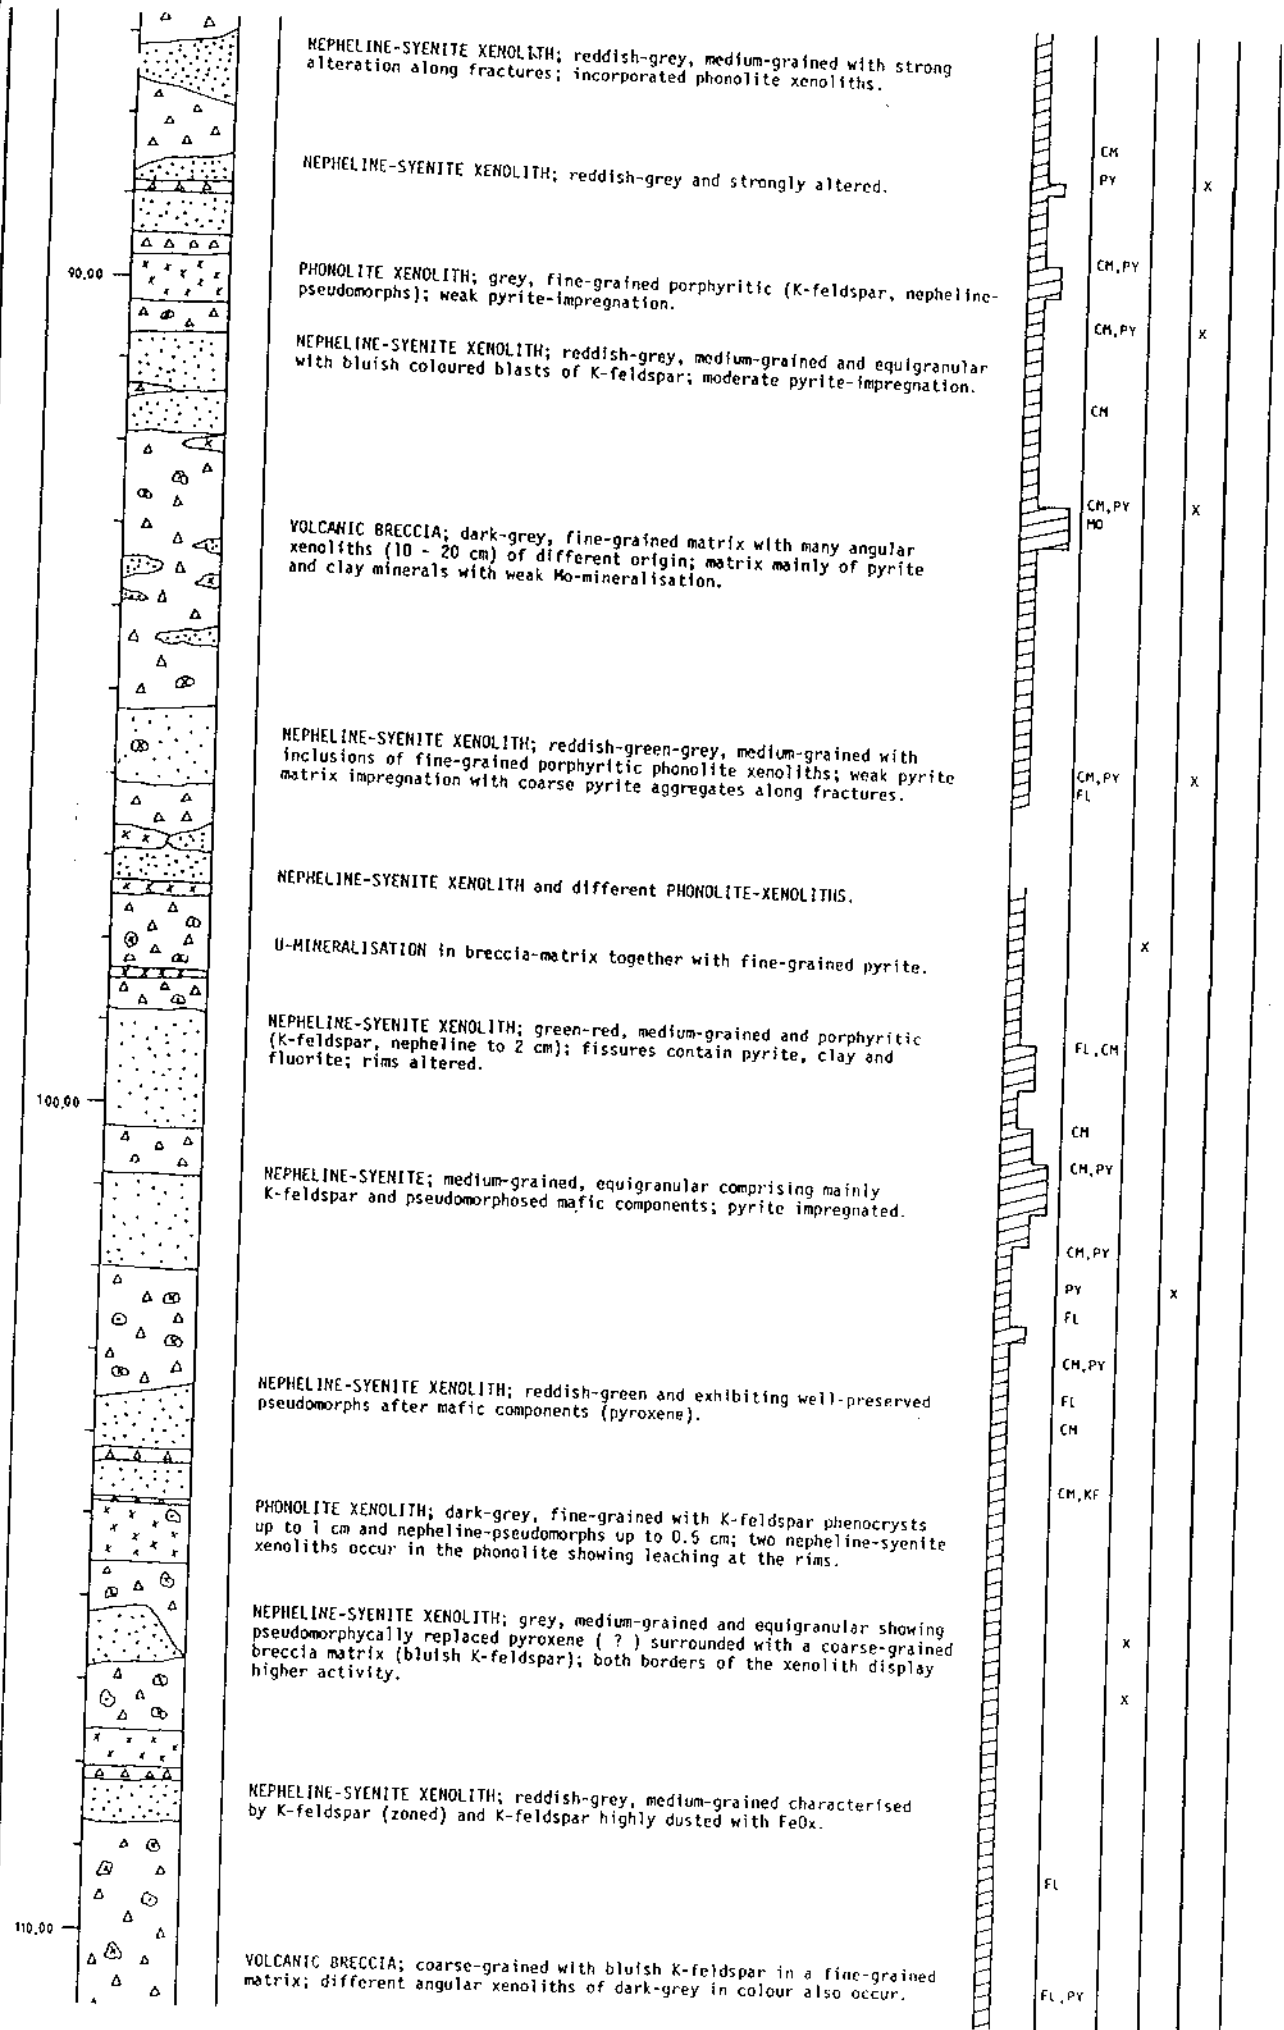 NEPHELINE-SYENITE XENOLITH; reddish-grey, medium-grained with strong
alteration along fractures; incorporated phonolite xenoliths.
CM
NEPHELINE-SYENITE XENOLITH; reddish-grey and strongly altered.
PY
X
90,00
PHONOLITE XENOLITH; grey, fine-grained porphyritic (K-feldspar, nepheline-
pseudomorphs); weak pyrite-impregnation.
CM,PY
NEPHELINE-SYENITE XENOLITH; reddish-grey, medium-grained and equigranular
with bluish coloured blasts of K-feldspar; moderate pyrite-impregnation.
CM,PY
X
CM
VOLCANIC BRECCIA; dark-grey, fine-grained matrix with many angular
xenoliths (10 - 20 cm) of different origin; matrix mainly of pyrite
and clay minerals with weak Mo-mineralisation.
CM,PY
MO
X
NEPHELINE-SYENITE XENOLITH; reddish-green-grey, medium-grained with
inclusions of fine-grained porphyritic phonolite xenoliths; weak pyrite
matrix impregnation with coarse pyrite aggregates along fractures.
CM,PY
FL
X
NEPHELINE-SYENITE XENOLITH and different PHONOLITE-XENOLITHS.
U-MINERALISATION in breccia-matrix together with fine-grained pyrite.
X
NEPHELINE-SYENITE XENOLITH; green-red, medium-grained and porphyritic
(K-feldspar, nepheline to 2 cm); fissures contain pyrite, clay and
fluorite; rims altered.
FL,CM
100,00
CM
NEPHELINE-SYENITE; medium-grained, equigranular comprising mainly
K-feldspar and pseudomorphosed mafic components; pyrite impregnated.
CM,PY
CM,PY
PY
X
FL
CM,PY
NEPHELINE-SYENITE XENOLITH; reddish-green and exhibiting well-preserved
pseudomorphs after mafic components (pyroxene).
FL
CM
CM,KF
PHONOLITE XENOLITH; dark-grey, fine-grained with K-feldspar phenocrysts
up to 1 cm and nepheline-pseudomorphs up to 0.5 cm; two nepheline-syenite
xenoliths occur in the phonolite showing leaching at the rims.
NEPHELINE-SYENITE XENOLITH; grey, medium-grained and equigranular showing
pseudomorphycally replaced pyroxene ( ? ) surrounded with a coarse-grained
breccia matrix (bluish K-feldspar); both borders of the xenolith display
higher activity.
X
X
NEPHELINE-SYENITE XENOLITH; reddish-grey, medium-grained characterised
by K-feldspar (zoned) and K-feldspar highly dusted with FeOx.
FL
110,00
VOLCANIC BRECCIA; coarse-grained with bluish K-feldspar in a fine-grained
matrix; different angular xenoliths of dark-grey in colour also occur.
FL,PY